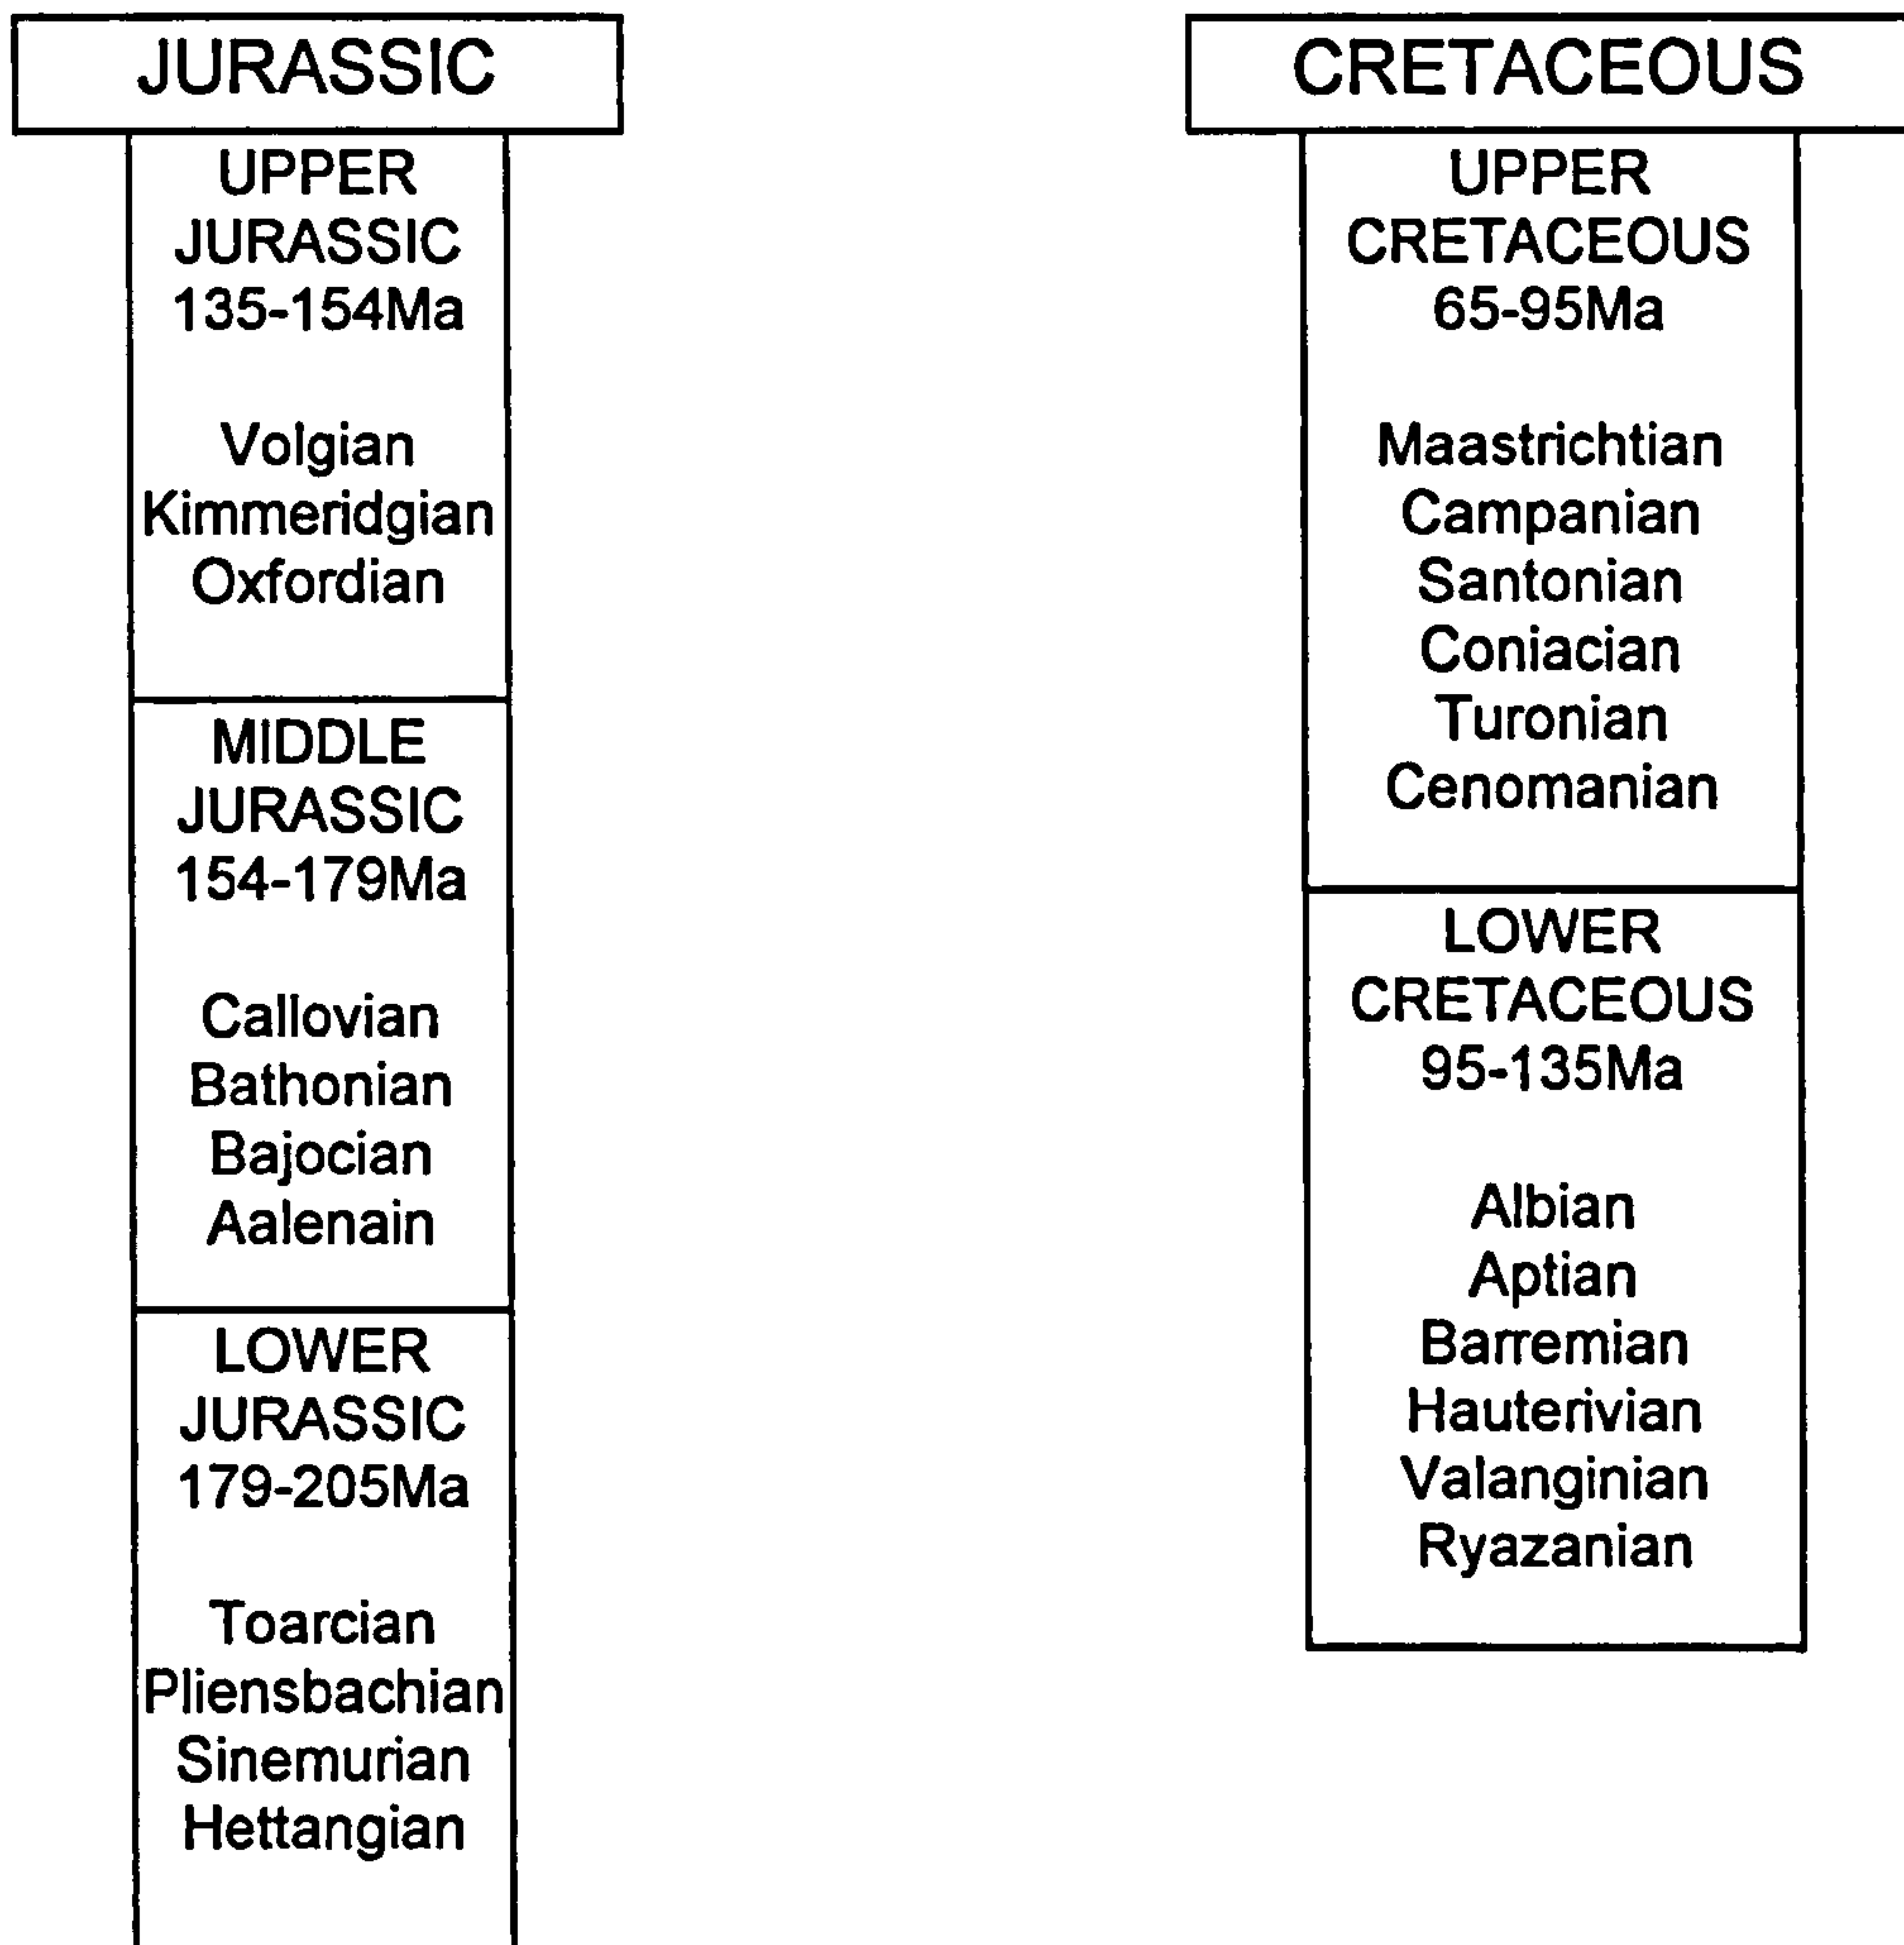 JURASSIC
UPPER
JURASSIC
135-154Ma
Volgian
Kimmeridgian
Oxfordian
MIDDLE
JURASSIC
154-179Ma
Callovian
Bathonian
Bajocian
Aalenain
LOWER
JURASSIC
179-205Ma
Toarcian
Pliensbachian
Sinemurian
Hettangian
CRETACEOUS
UPPER
CRETACEOUS
65-95Ma
Maastrichtian
Campanian
Santonian
Coniacian
Turonian
Cenomanian
LOWER
CRETACEOUS
95-135Ma
Albian
Aptian
Barremian
Hauterivian
Valanginian
Ryazanian